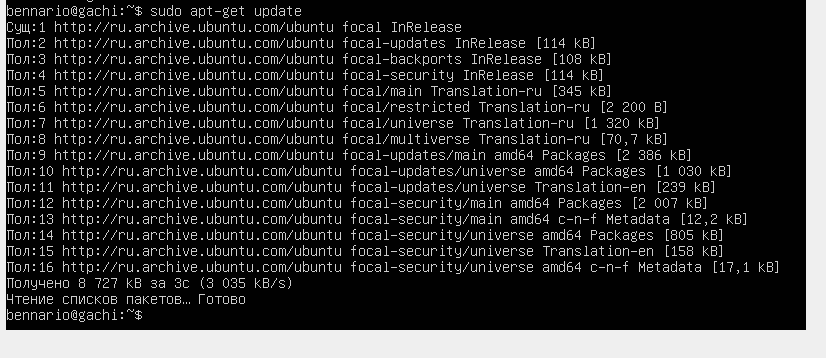 bennario@gachi:~$ sudo apt-get update
Сущ:1 http://ru.archive.ubuntu.com/ubuntu focal InRelease
Пол:2 http://ru.archive.ubuntu.com/ubuntu focal-updates InRelease [114 kB]
Пол:3 http://ru.archive.ubuntu.com/ubuntu focal-backports InRelease [108 kB]
Пол:4 http://ru.archive.ubuntu.com/ubuntu focal-security InRelease [114 kB]
Пол:5 http://ru.archive.ubuntu.com/ubuntu focal/main Translation-ru [345 kB]
Пол:6 http://ru.archive.ubuntu.com/ubuntu focal/restricted Translation-ru [2 200 B]
Пол:7 http://ru.archive.ubuntu.com/ubuntu focal/universe Translation-ru [1 320 kB]
Пол:8 http://ru.archive.ubuntu.com/ubuntu focal/multiverse Translation-ru [70,7 kB]
Пол:9 http://ru.archive.ubuntu.com/ubuntu focal-updates/main amd64 Packages [2 386 kB]
Пол:10 http://ru.archive.ubuntu.com/ubuntu focal-updates/universe amd64 Packages [1 030 kB]
Пол:11 http://ru.archive.ubuntu.com/ubuntu focal-updates/universe Translation-en [239 kB]
Пол:12 http://ru.archive.ubuntu.com/ubuntu focal-security/main amd64 Packages [2 007 kB]
Пол:13 http://ru.archive.ubuntu.com/ubuntu focal-security/main amd64 c-n-f Metadata [12,2 kB]
Пол:14 http://ru.archive.ubuntu.com/ubuntu focal-security/universe amd64 Packages [805 kB]
Пол:15 http://ru.archive.ubuntu.com/ubuntu focal-security/universe Translation-en [158 kB]
Пол:16 http://ru.archive.ubuntu.com/ubuntu focal-security/universe amd64 c-n-f Metadata [17,1 kB]
Получено 8 727 kB за 3с (3 035 kB/s)
Чтение списков пакетов… Готово
bennario@gachi:~$